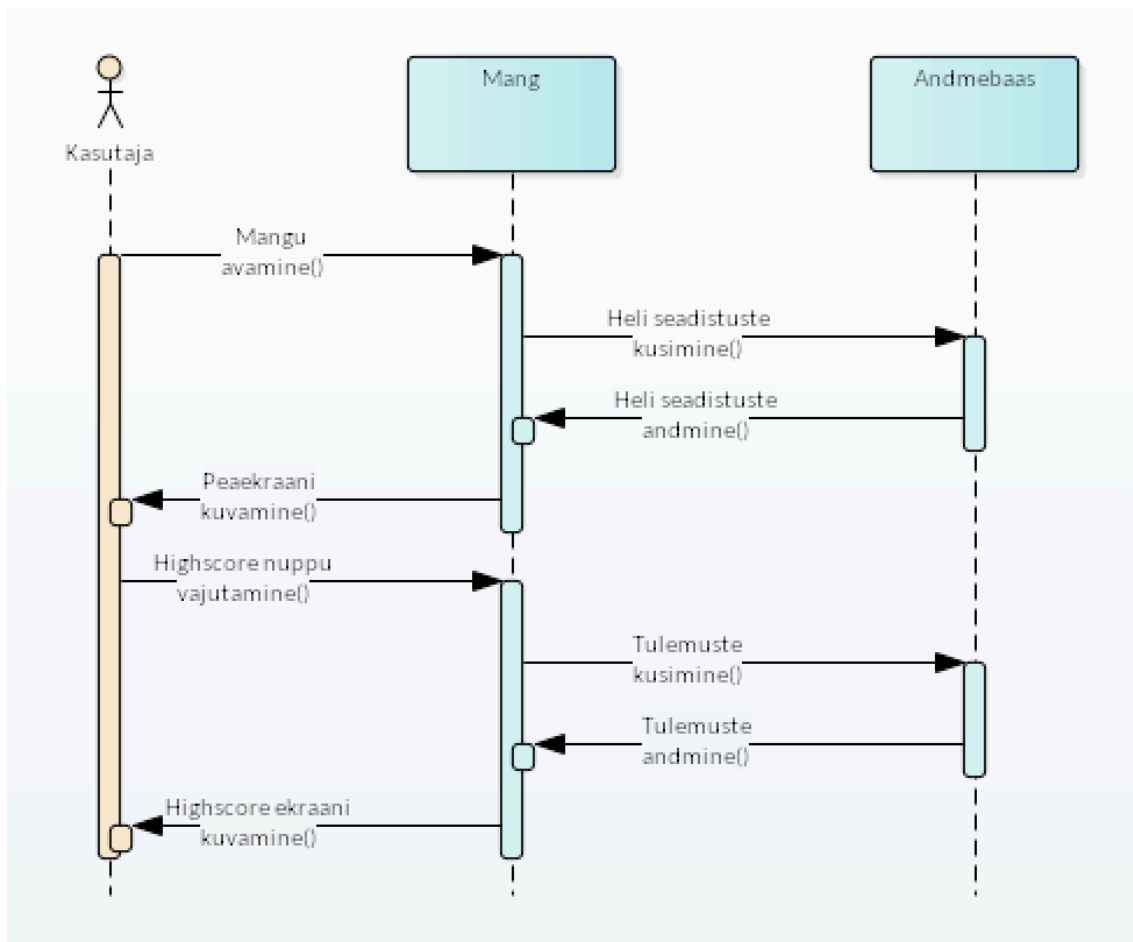 Mang
Andmebaas
Kasutaja
Mangu
avamine()
Heli seadistuste
kusimine()
Heli seadistuste
andmine()
Peaekraani
kuvamine()
Highscore nuppu
vajutamine()
Tulemuste
kusimine()
Tulemuste
andmine()
Highscore ekraani
kuvamine()